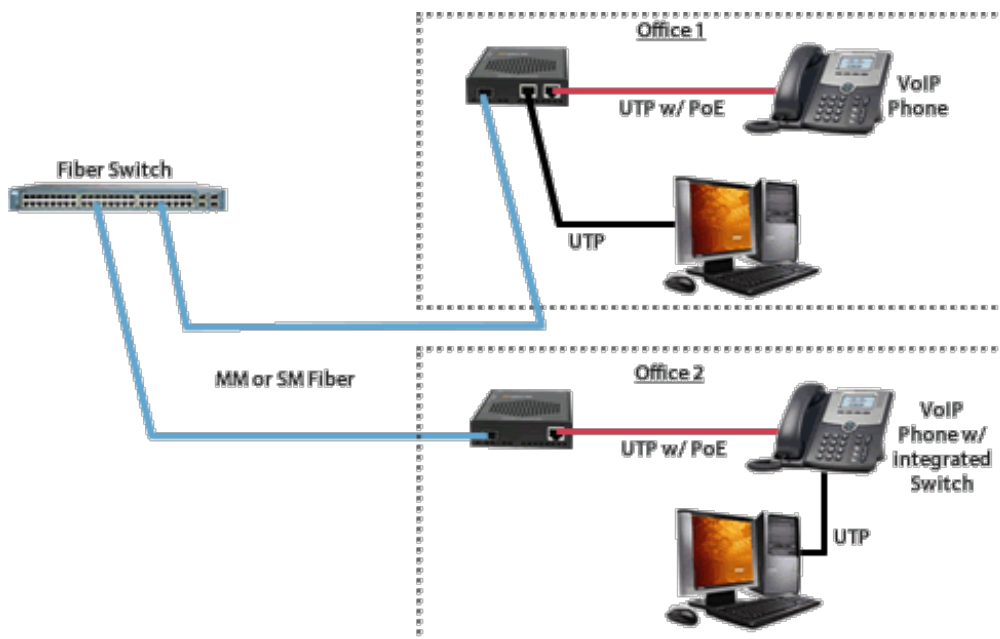 Office 1
VoIP
Phone
UTP w/ PoE
Fiber Switch
UTP
MM or SM Fiber
Office 2
VoIP
Phone w/
integrated
Switch
UTP w/ PoE
UTP